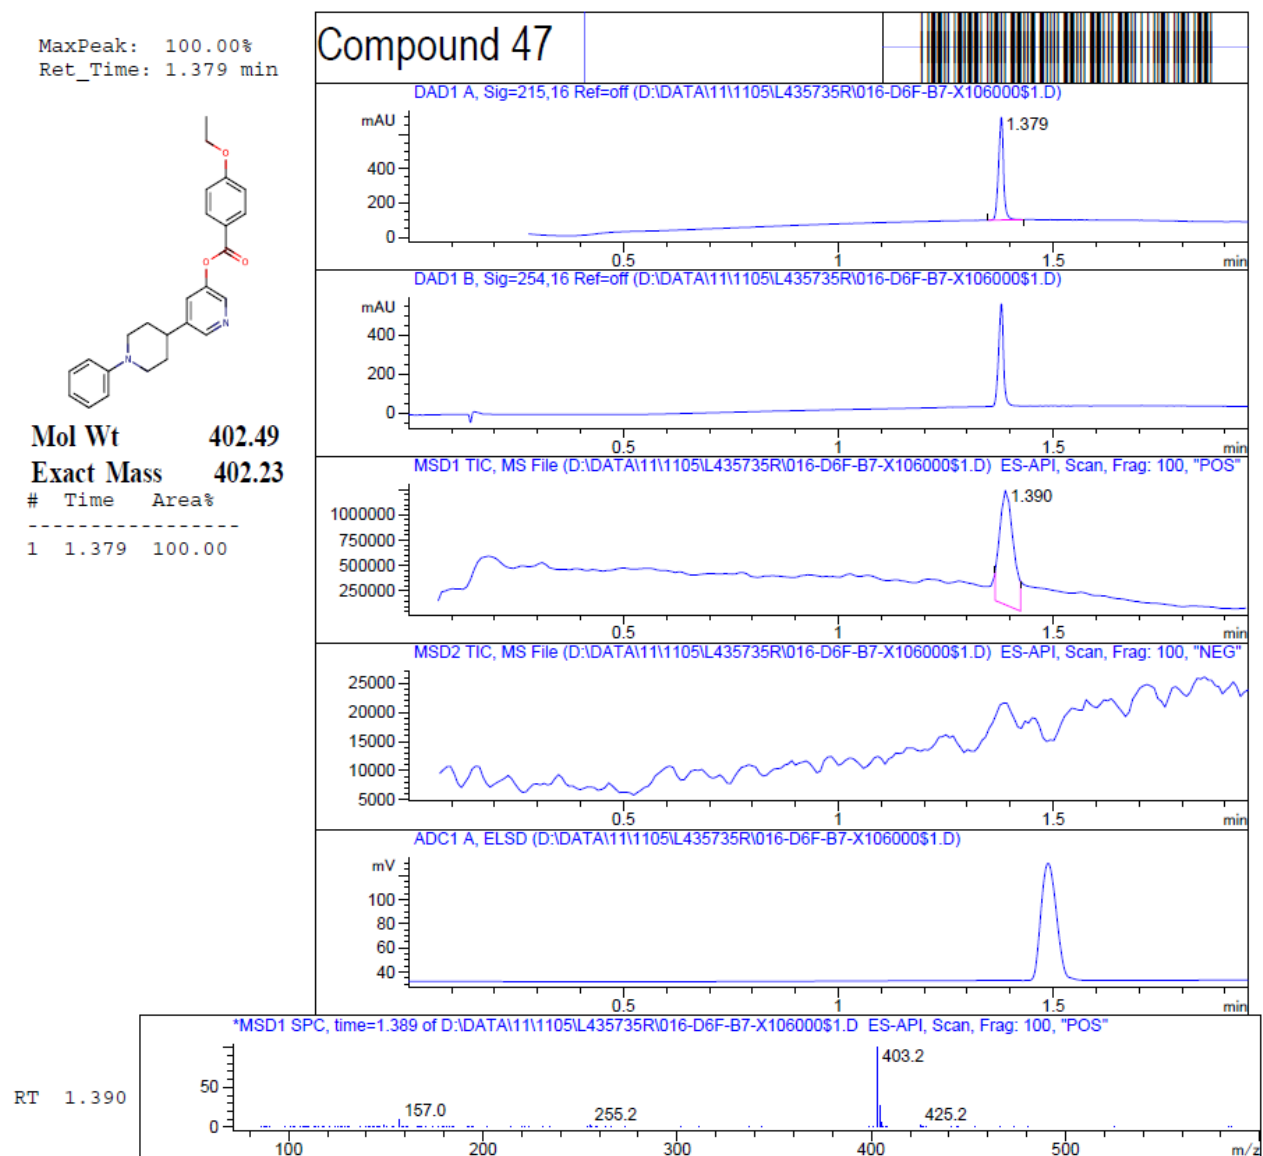 MaxPeak: 100.00%
Ret_Time: 1.379 min
Compound 47
O
O
O
N
N
Mol Wt 402.49
Exact Mass 402.23
# Time Area%
-----------------
1 1.379 100.00
DAD1 A, Sig=215,16 Ref=off (D:\DATA\11\1105\L435735R\016-D6F-B7-X106000$1.D)
mAU
1.379
400
200
0
0.5 1 1.5 min
DAD1 B, Sig=254,16 Ref=off (D:\DATA\11\1105\L435735R\016-D6F-B7-X106000$1.D)
mAU
400
200
0
0.5 1 1.5 min
MSD1 TIC, MS File (D:\DATA\11\1105\L435735R\016-D6F-B7-X106000$1.D) ES-API, Scan, Frag: 100, "POS"
1.390
1000000
750000
500000
250000
0.5 1 1.5 min
MSD2 TIC, MS File (D:\DATA\11\1105\L435735R\016-D6F-B7-X106000$1.D) ES-API, Scan, Frag: 100, "NEG"
25000
20000
15000
10000
5000
0.5 1 1.5 min
ADC1 A, ELSD (D:\DATA\11\1105\L435735R\016-D6F-B7-X106000$1.D)
mV
100
80
60
40
0.5 1 1.5 min
*MSD1 SPC, time=1.389 of D:\DATA\11\1105\L435735R\016-D6F-B7-X106000$1.D ES-API, Scan, Frag: 100, "POS"
RT 1.390
403.2
50
157.0 255.2 425.2
0
100 200 300 400 500 m/z